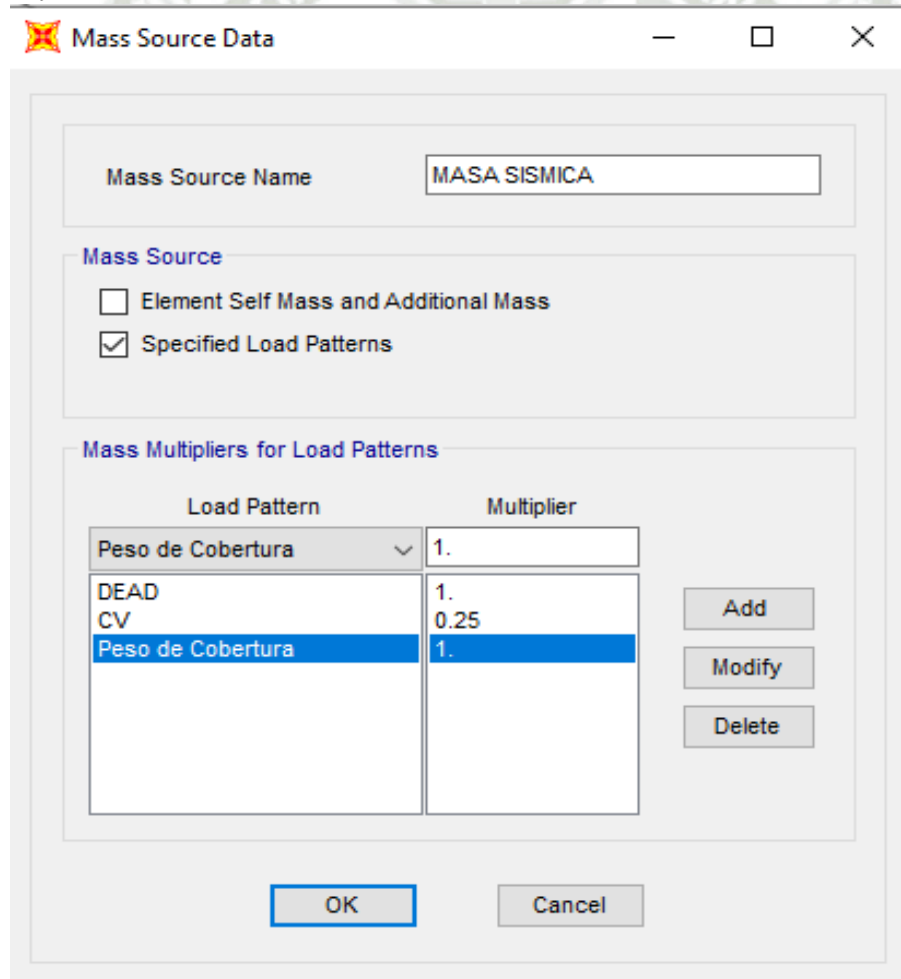 Mass Source Data
Mass Source Name MASA SISMICA
Mass Source
Element Self Mass and Additional Mass
Specified Load Patterns
Mass Multipliers for Load Patterns
Load Pattern Multiplier
Peso de Cobertura 1.
DEAD 1.
CV 0.25
Peso de Cobertura 1.
Add
Modify
Delete
OK Cancel